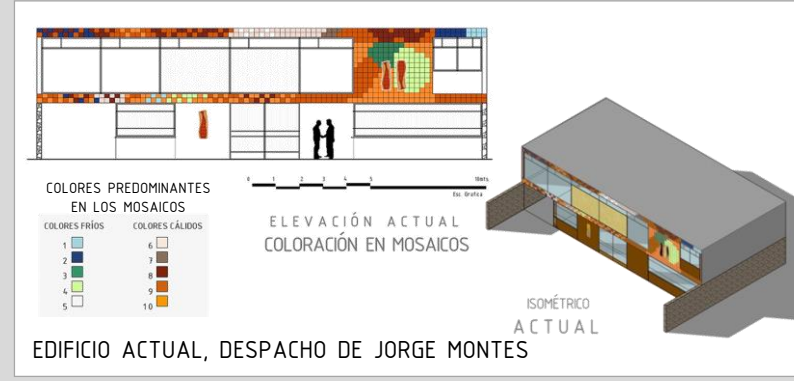 0 1 2 3 4 5 10mts.
Esc. Grafica
COLORES PREDOMINANTES
EN LOS MOSAICOS
COLORES FRÍOS
1
2
3
4
5
COLORES CÁLIDOS
6
7
8
9
10
ELEVACIÓN ACTUAL
COLORACIÓN EN MOSAICOS
ISOMÉTRICO
ACTUAL
EDIFICIO ACTUAL, DESPACHO DE JORGE MONTES